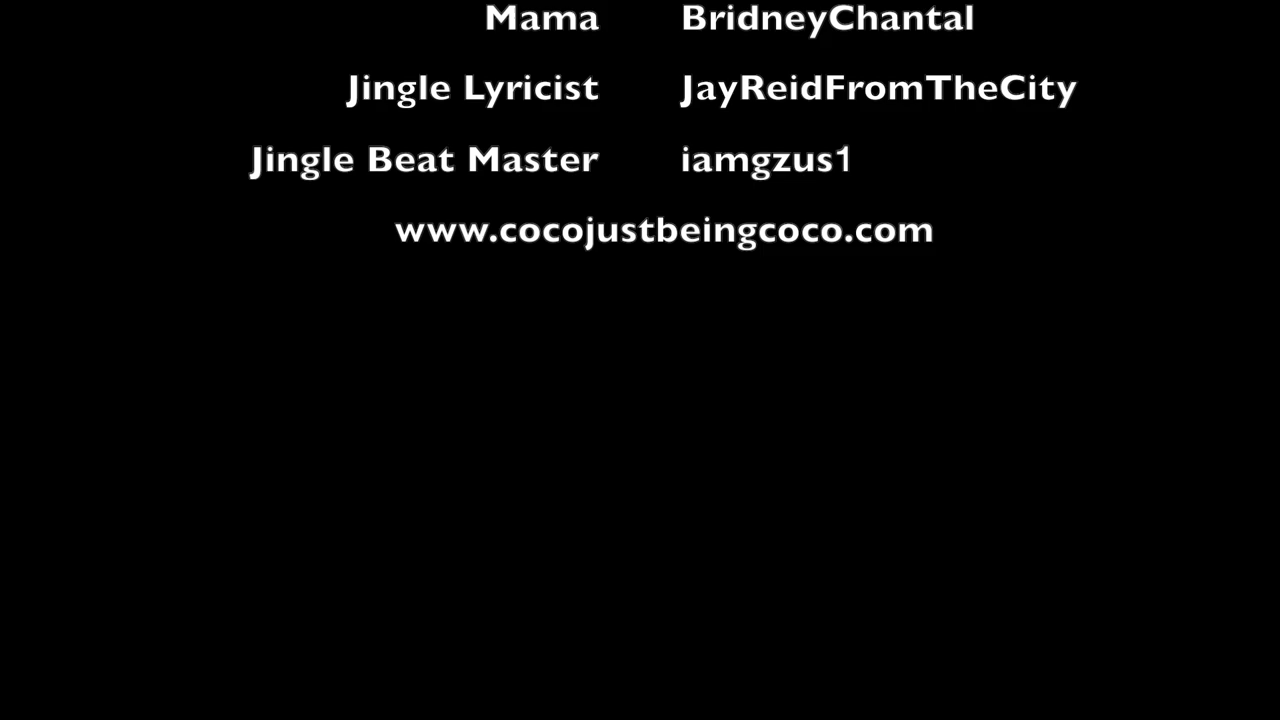 Mama BridneyChantal
Jingle Lyricist JayReidFromTheCity
Jingle Beat Master iamgzus1
www.cocojustbeingcoco.com